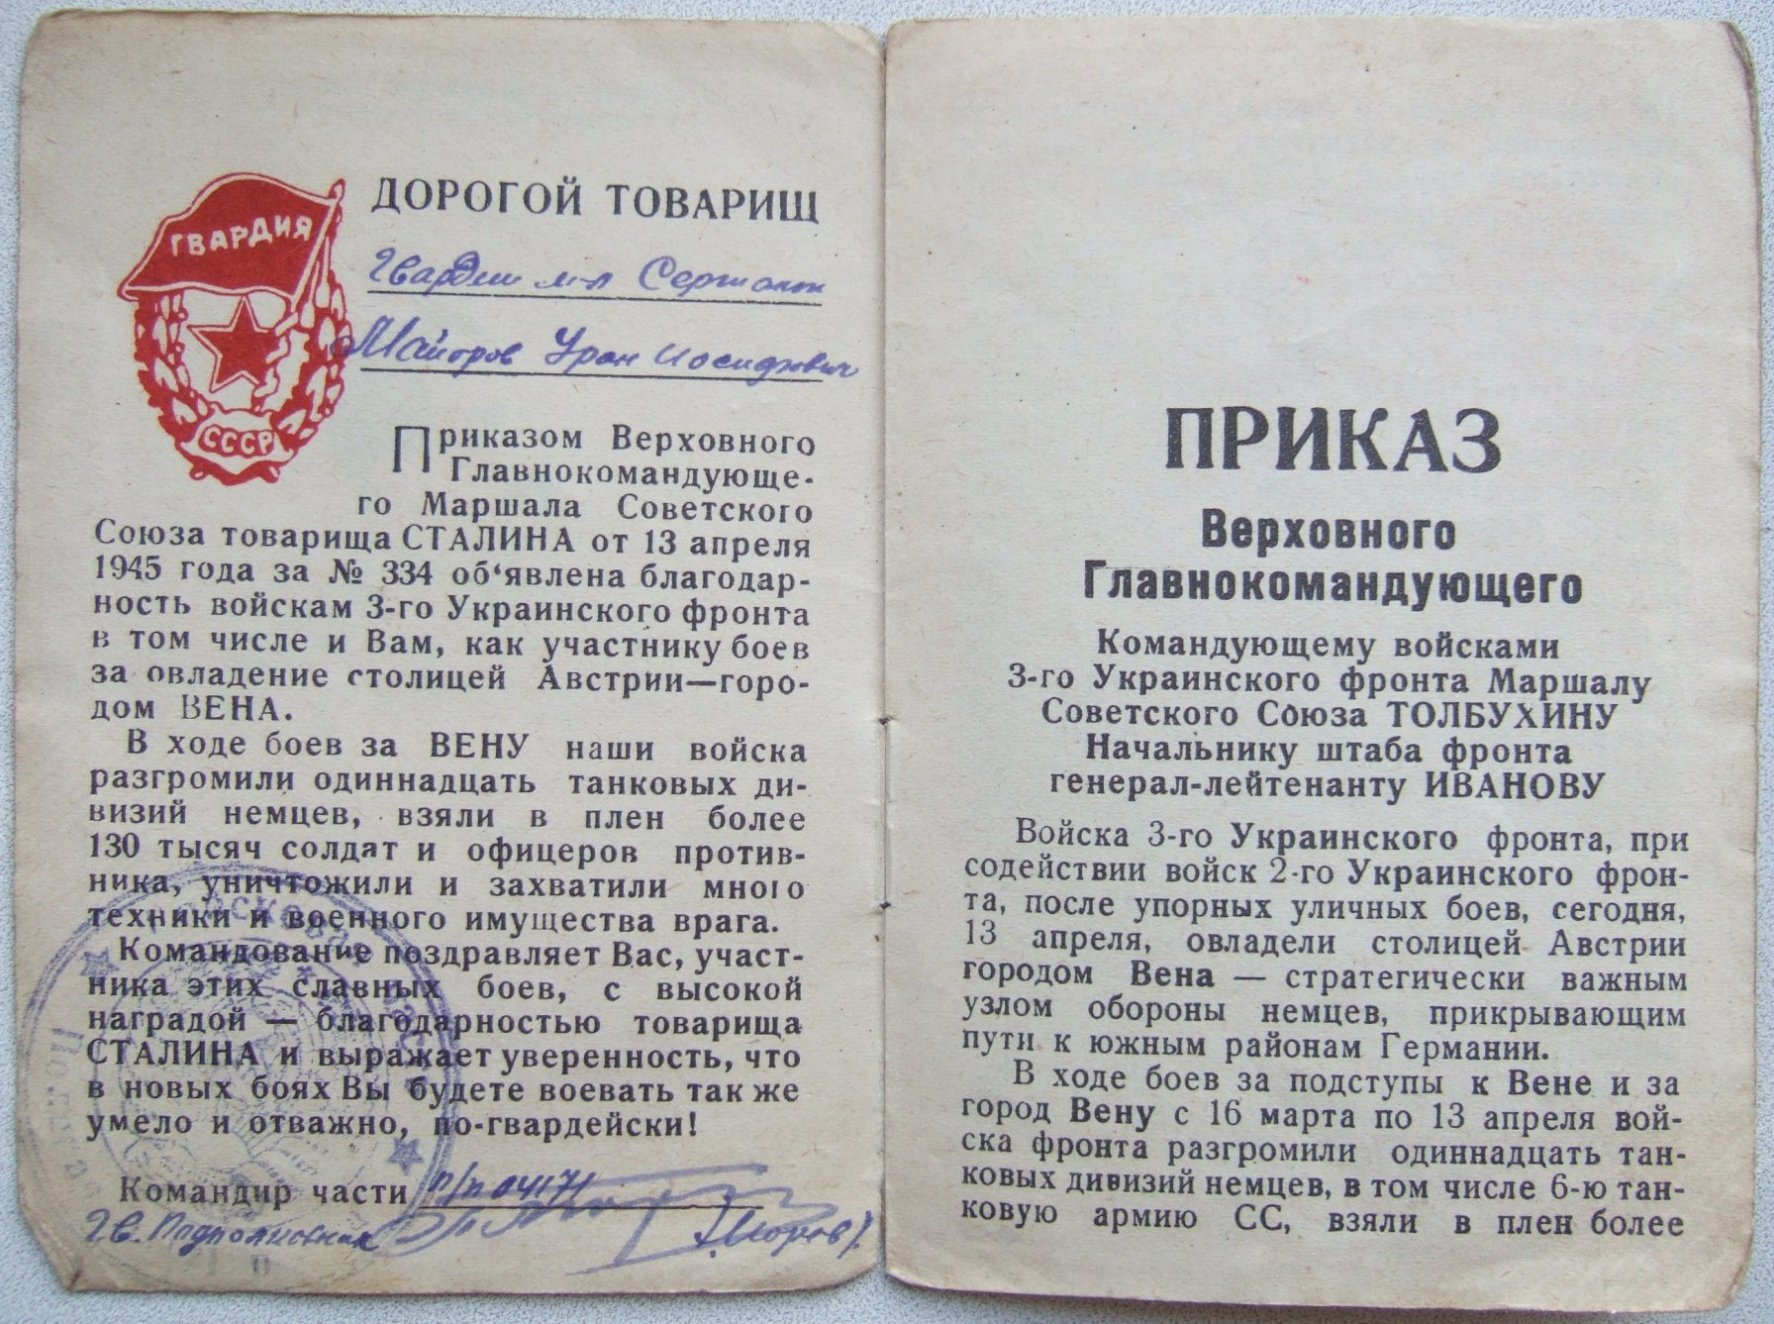 ГВАРДИЯ
СССР
ДОРОГОЙ ТОВАРИЩ
Гвардии мл Сержант
Майоров Уран Иосифович
Приказом Верховного
Главнокомандующе-
го Маршала Советского
Союза товарища СТАЛИНА от 13 апреля
1945 года за № 334 об‘явлена благодар-
ность войскам 3-го Украинского фронта
в том числе и Вам, как участнику боев
за овладение столицей Австрии—горо-
дом ВЕНА.
В ходе боев за ВЕНУ наши войска
разгромили одиннадцать танковых ди-
визий немцев, взяли в плен более
130 тысяч солдат и офицеров против-
ника, уничтожили и захватили много
техники и военного имущества врага.
Командование поздравляет Вас, участ-
ника этих славных боев, с высокой
наградой — благодарностью товарища
СТАЛИНА и выражает уверенность, что
в новых боях Вы будете воевать так же
умело и отважно, по-гвардейски!
Командир части п/п 04171
Гв. Подполковник
ПРИКАЗ
Верховного
Главнокомандующего
Командующему войсками
3-го Украинского фронта Маршалу
Советского Союза ТОЛБУХИНУ
Начальнику штаба фронта
генерал-лейтенанту ИВАНОВУ
Войска 3-го Украинского фронта, при
содействии войск 2-го Украинского фрон-
та, после упорных уличных боев, сегодня,
13 апреля, овладели столицей Австрии
городом Вена — стратегически важным
узлом обороны немцев, прикрывающим
пути к южным районам Германии.
В ходе боев за подступы к Вене и за
город Вену с 16 марта по 13 апреля вой-
ска фронта разгромили одиннадцать тан-
ковых дивизий немцев, в том числе 6-ю тан-
ковую армию СС, взяли в плен более